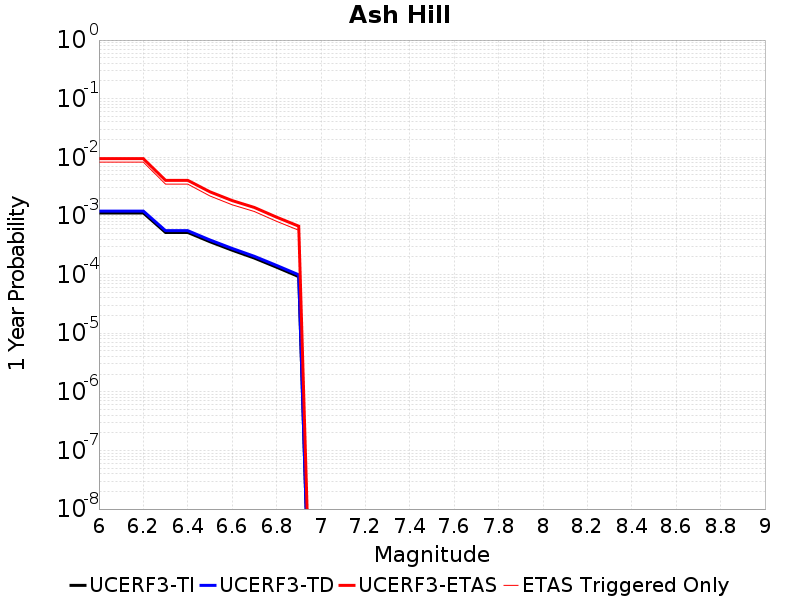 Ash Hill
10^0
10^-1
10^-2
10^-3
10^-4
10^-5
10^-6
10^-7
10^-8
1 Year Probability
6 6.2 6.4 6.6 6.8 7 7.2 7.4 7.6 7.8 8 8.2 8.4 8.6 8.8 9
Magnitude
UCERF3-TI UCERF3-TD UCERF3-ETAS ETAS Triggered Only